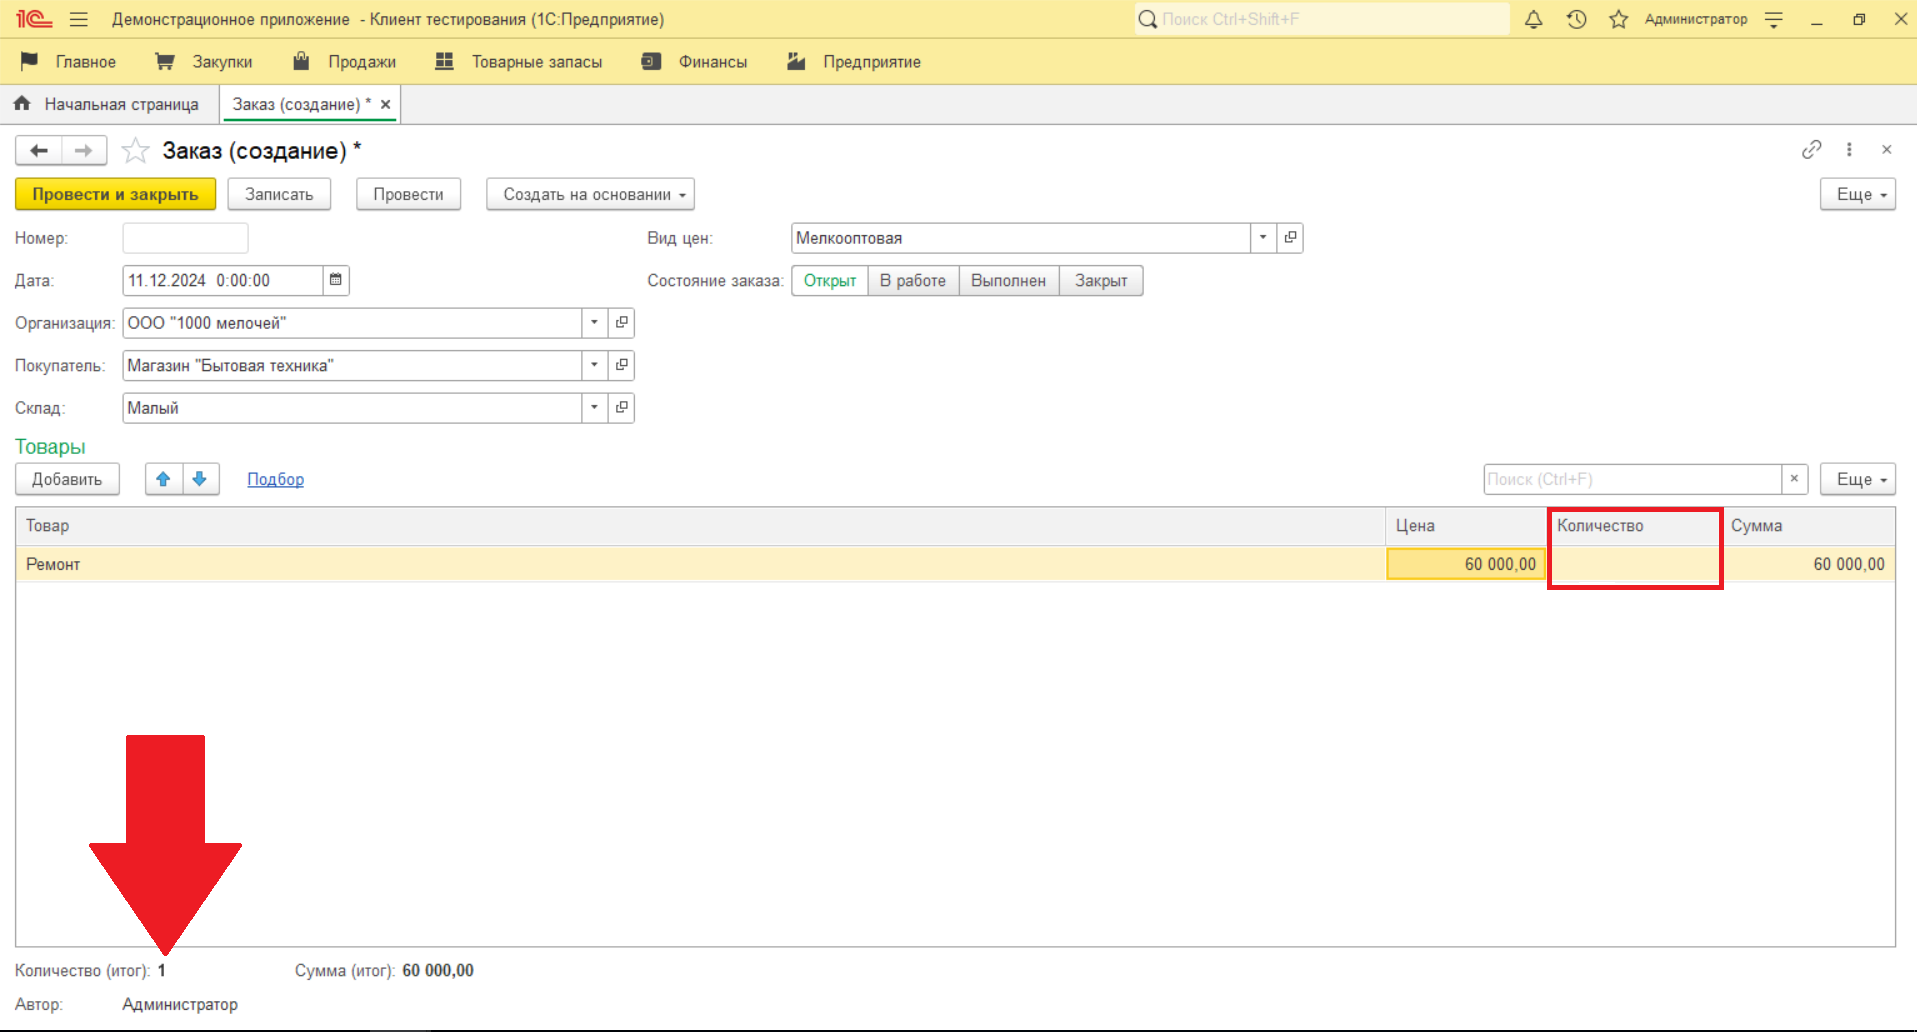 1С Демонстрационное приложение - Клиент тестирования (1С:Предприятие) Поиск Ctrl+Shift+F Администратор
Главное Закупки Продажи Товарные запасы Финансы Предприятие
Начальная страница Заказ (создание) * ×
Заказ (создание) *
Провести и закрыть Записать Провести Создать на основании Еще
Номер: Вид цен: Мелкооптовая
Дата: 11.12.2024 0:00:00 Состояние заказа: Открыт В работе Выполнен Закрыт
Организация: ООО "1000 мелочей"
Покупатель: Магазин "Бытовая техника"
Склад: Малый
Товары
Добавить Подбор Поиск (Ctrl+F) × Еще
Товар Цена Количество Сумма
Ремонт 60 000,00 60 000,00
Количество (итог): 1 Сумма (итог): 60 000,00
Автор: Администратор